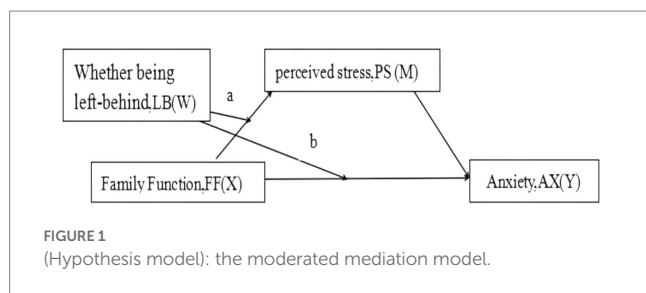 Whether being
left-behind,LB(W)
perceived stress,PS (M)
a
b
Family Function,FF(X)
Anxiety,AX(Y)
FIGURE 1
(Hypothesis model): the moderated mediation model.